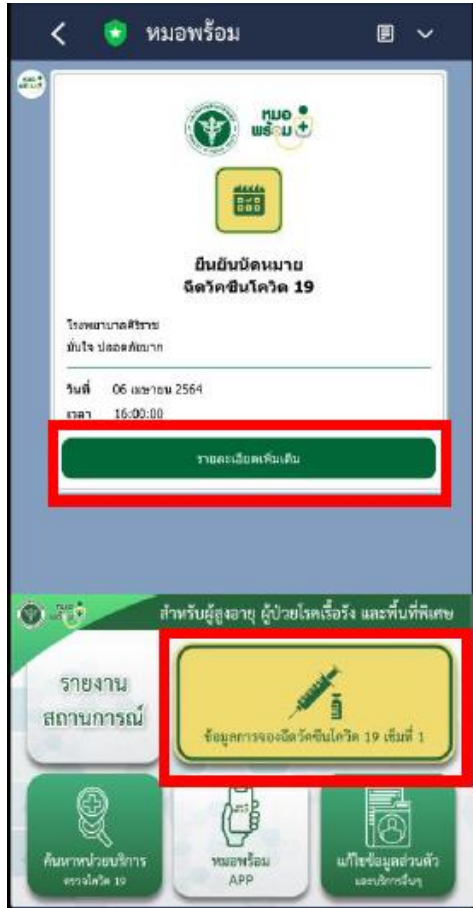 หมอพร้อม
หมอ
พร้อม
ยืนยันนัดหมาย
ฉีดวัคซีนโควิด 19
โรงพยาบาลศิริราช
มั่นใจ ปลอดภัยมาก
วันที่ 06 เมษายน 2564
เวลา 16:00:00
รายละเอียดเพิ่มเติม
สำหรับผู้สูงอายุ ผู้ป่วยโรคเรื้อรัง และพื้นที่พิเศษ
รายงาน
สถานการณ์
ข้อมูลการจองฉีดวัคซีนโควิด 19 เข็มที่ 1
ค้นหาหน่วยบริการ
ตรวจโควิด 19
หมอพร้อม
APP
แก้ไขข้อมูลส่วนตัว
และบริการอื่นๆ